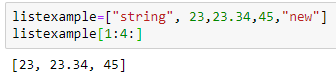 listexample=["string", 23,23.34,45,"new"]
listexample[1:4:]
[23, 23.34, 45]